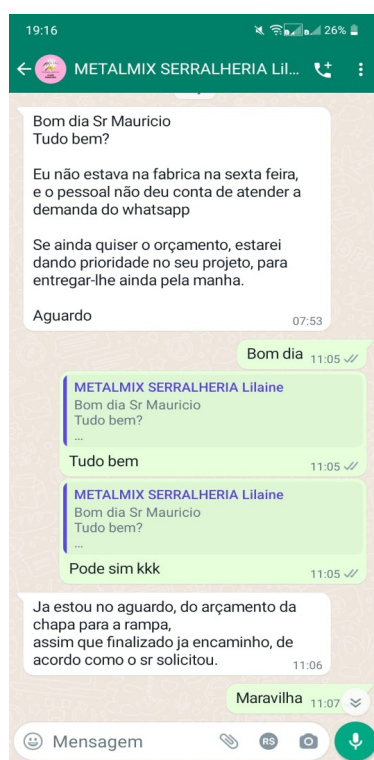 19:16
26%
METALMIX SERRALHERIA Lil...
Bom dia Sr Mauricio
Tudo bem?
Eu não estava na fabrica na sexta feira,
e o pessoal não deu conta de atender a
demanda do whatsapp
Se ainda quiser o orçamento, estarei
dando prioridade no seu projeto, para
entregar-lhe ainda pela manha.
Aguardo
07:53
Bom dia 11:05
METALMIX SERRALHERIA Lilaine
Bom dia Sr Mauricio
Tudo bem?
...
Tudo bem 11:05
METALMIX SERRALHERIA Lilaine
Bom dia Sr Mauricio
Tudo bem?
...
Pode sim kkk 11:05
Ja estou no aguardo, do arçamento da
chapa para a rampa,
assim que finalizado ja encaminho, de
acordo como o sr solicitou. 11:06
Maravilha 11:07
Mensagem
R$